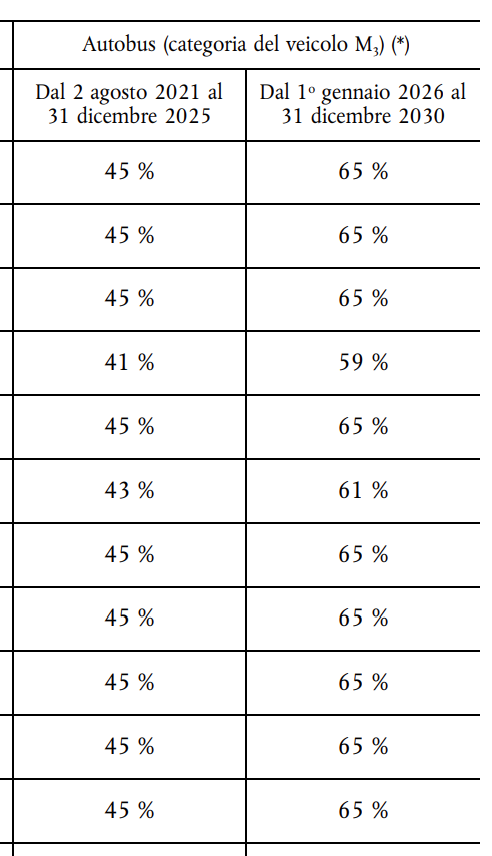 Autobus (categoria del veicolo M₃) (*)
Dal 2 agosto 2021 al
31 dicembre 2025
Dal 1º gennaio 2026 al
31 dicembre 2030
45 % 65 %
45 % 65 %
45 % 65 %
41 % 59 %
45 % 65 %
43 % 61 %
45 % 65 %
45 % 65 %
45 % 65 %
45 % 65 %
45 % 65 %